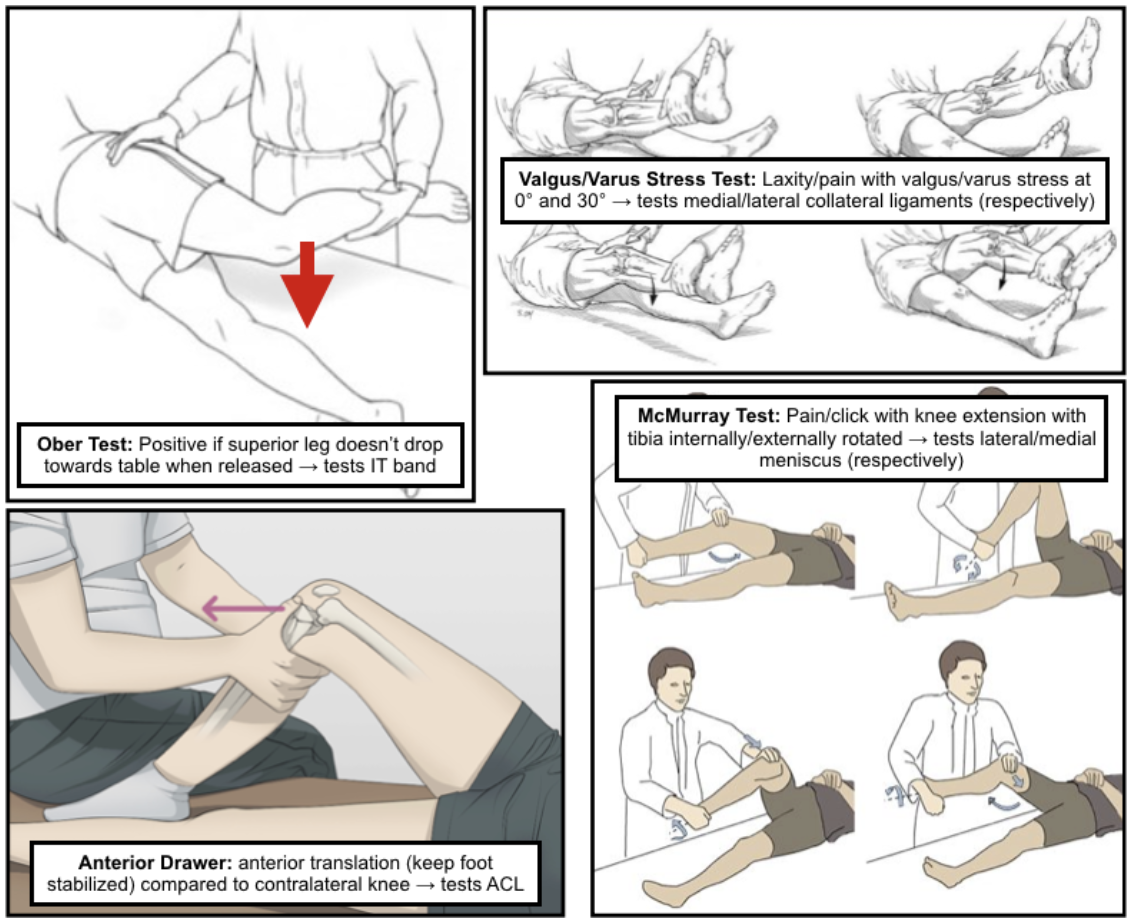 Valgus/Varus Stress Test: Laxity/pain with valgus/varus stress at
0° and 30° → tests medial/lateral collateral ligaments (respectively)
Ober Test: Positive if superior leg doesn't drop
towards table when released → tests IT band
McMurray Test: Pain/click with knee extension with
tibia internally/externally rotated → tests lateral/medial
meniscus (respectively)
Anterior Drawer: anterior translation (keep foot
stabilized) compared to contralateral knee → tests ACL